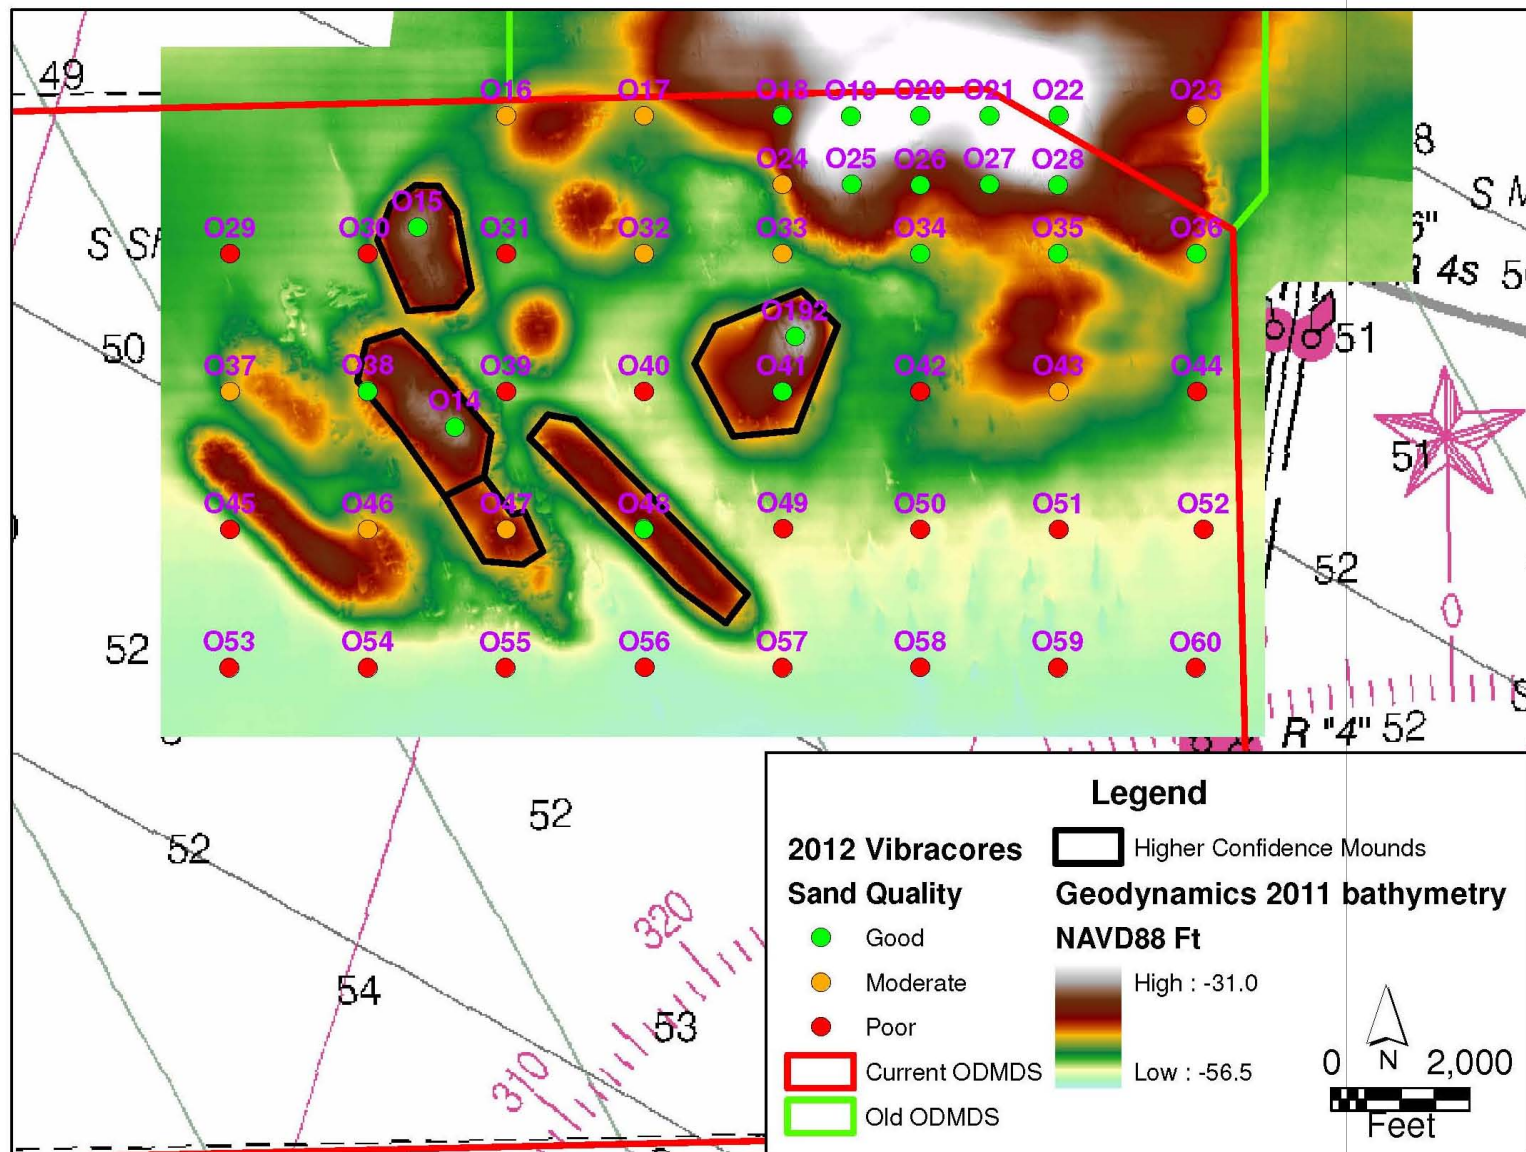 49
O16 O17 O18 O19 O20 O21 O22 O23
8
O24 O25 O26 O27 O28
S M
O15
6"
S Sh
O29 O30 O31 O32 O33 O34 O35 O36
R 4s 50
O192
50
51
O37 O38 O39 O40 O41 O42 O43 O44
O14
51
O45 O46 O47 O48 O49 O50 O51 O52
52
0
O53 O54 O55 O56 O57 O58 O59 O60
52
R "4" 52
52
52
54
53
320
310
Legend
2012 Vibracores
Higher Confidence Mounds
Sand Quality
Geodynamics 2011 bathymetry
Good
NAVD88 Ft
Moderate
High : -31.0
Poor
Current ODMDS
Low : -56.5
Old ODMDS
N
0 2,000
Feet